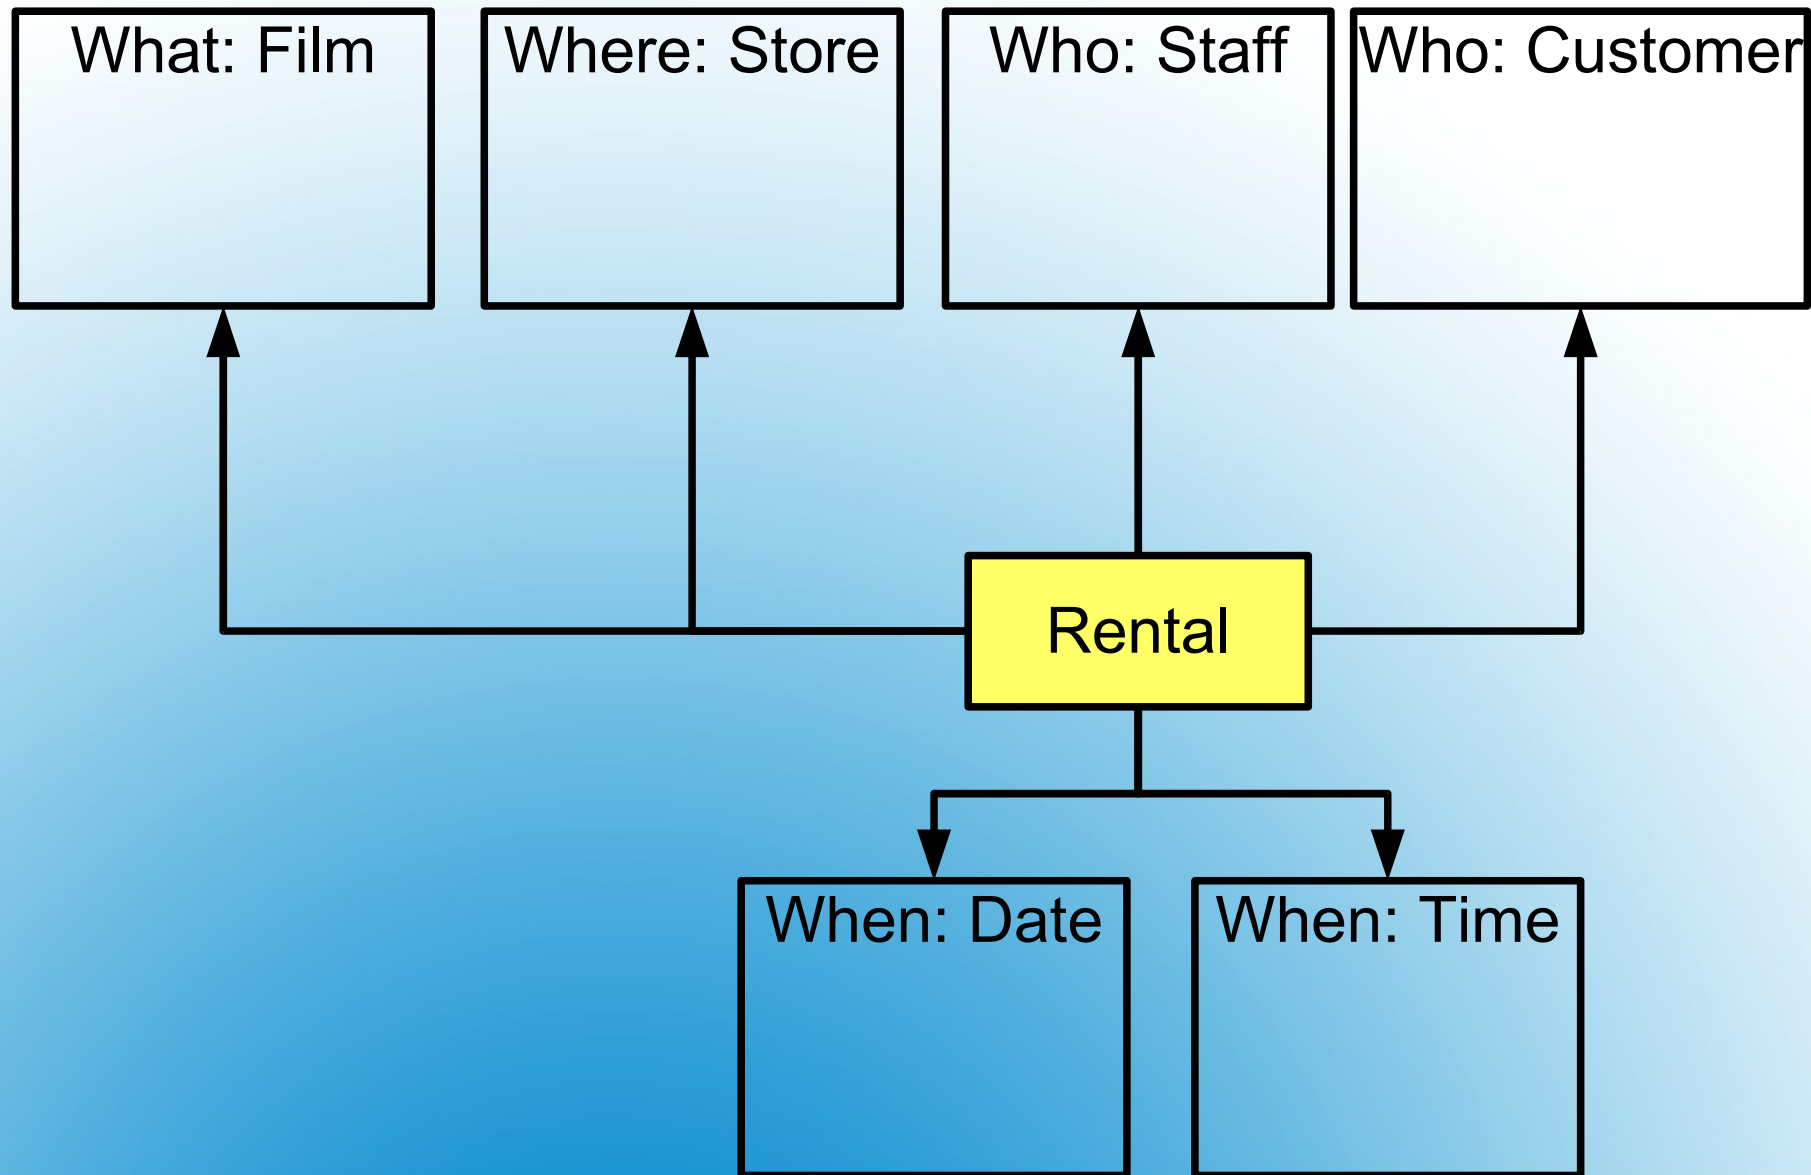 What: Film
Where: Store
Who: Staff
Who: Customer
Rental
When: Date
When: Time